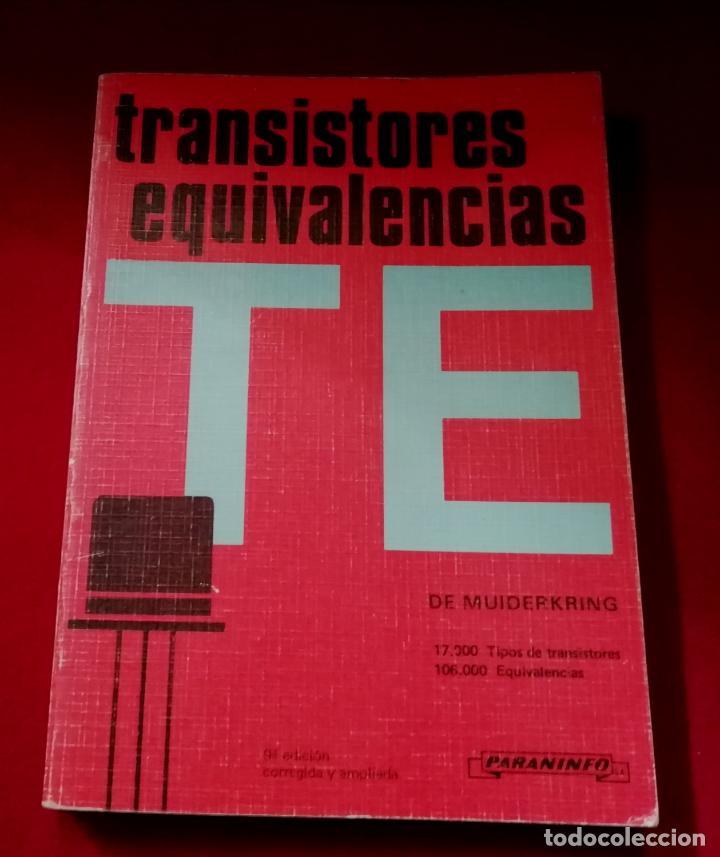 transistores
equivalencias
TE
DE MUIDERKRING
17.000 Tipos de transistores
106.000 Equivalencias
9ª edición
corregida y ampliada
PARANINFO S.A.
todocoleccion